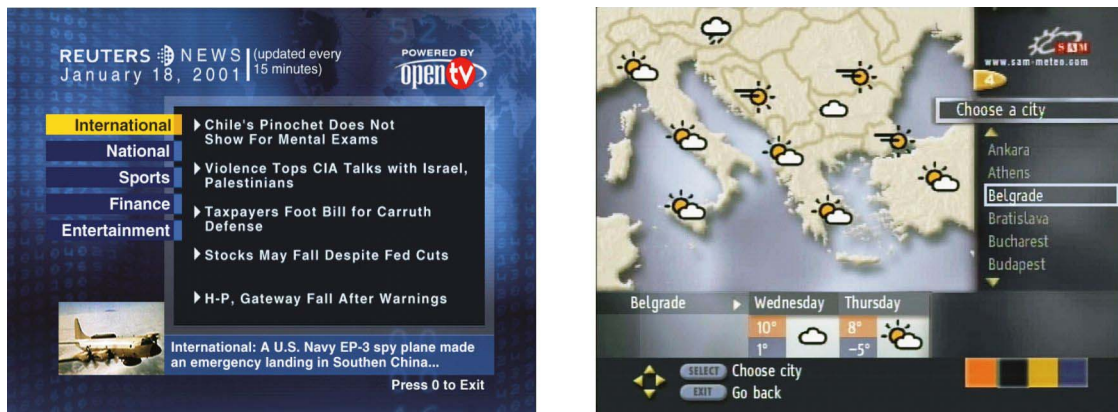 REUTERS NEWS (updated every
January 18, 2001 15 minutes)
POWERED BY
opentv
International
National
Sports
Finance
Entertainment
Chile's Pinochet Does Not
Show For Mental Exams
Violence Tops CIA Talks with Israel,
Palestinians
Taxpayers Foot Bill for Carruth
Defense
Stocks May Fall Despite Fed Cuts
H-P, Gateway Fall After Warnings
International: A U.S. Navy EP-3 spy plane made
an emergency landing in Southen China...
Press 0 to Exit
SAM
www.sam-meteo.com
4
Choose a city
Ankara
Athens
Belgrade
Bratislava
Bucharest
Budapest
Belgrade Wednesday Thursday
10° 8°
1° –5°
SELECT Choose city
EXIT Go back